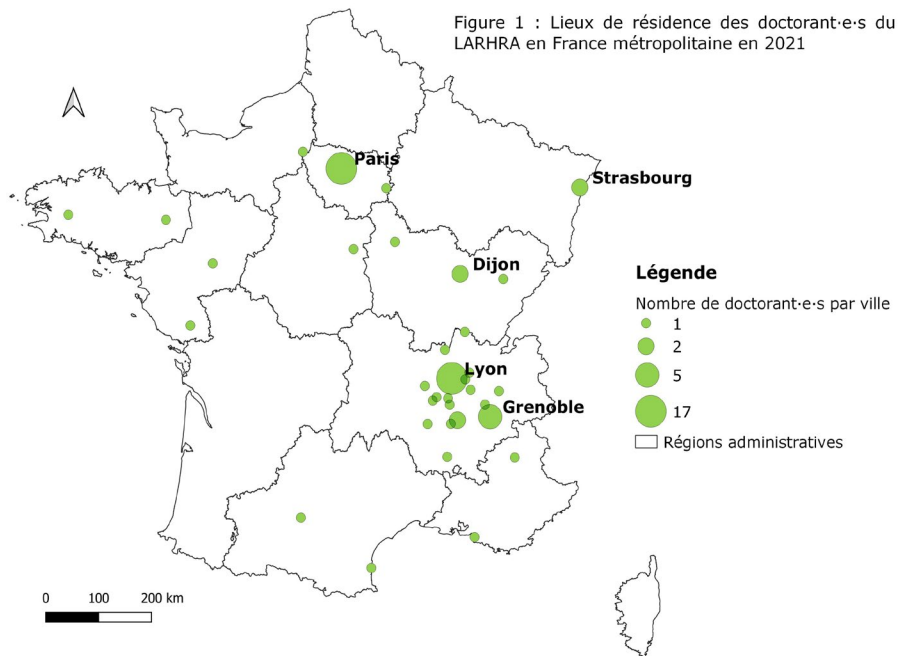 Figure 1 : Lieux de résidence des doctorant·e·s du
LARHRA en France métropolitaine en 2021
Paris
Strasbourg
Dijon
Lyon
Grenoble
Légende
Nombre de doctorant·e·s par ville
1
2
5
17
Régions administratives
0 100 200 km